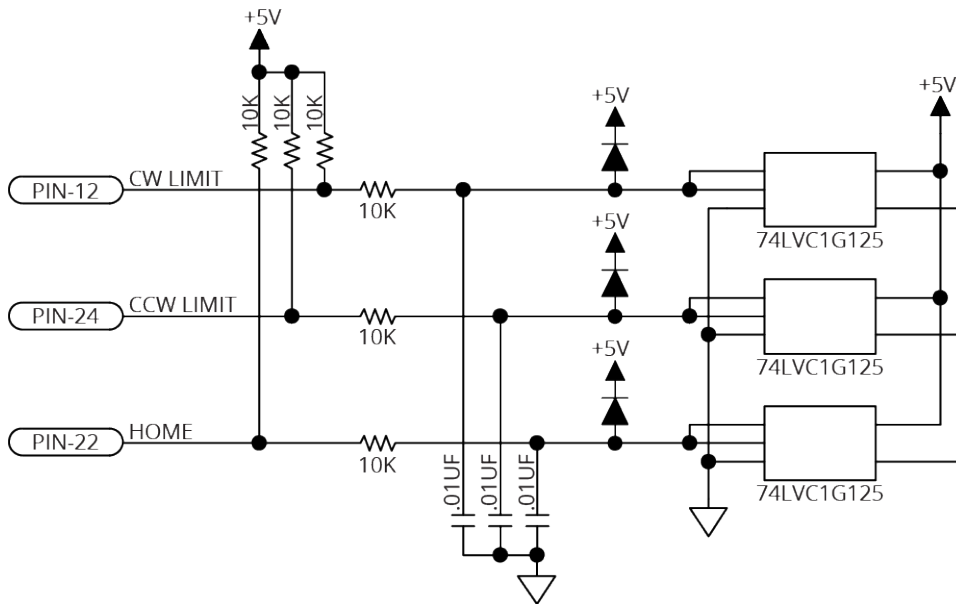 +5V
+5V
+5V
10K
10K
10K
PIN-12
CW LIMIT
10K
74LVC1G125
+5V
PIN-24
CCW LIMIT
10K
74LVC1G125
+5V
PIN-22
HOME
10K
.01UF
.01UF
.01UF
74LVC1G125